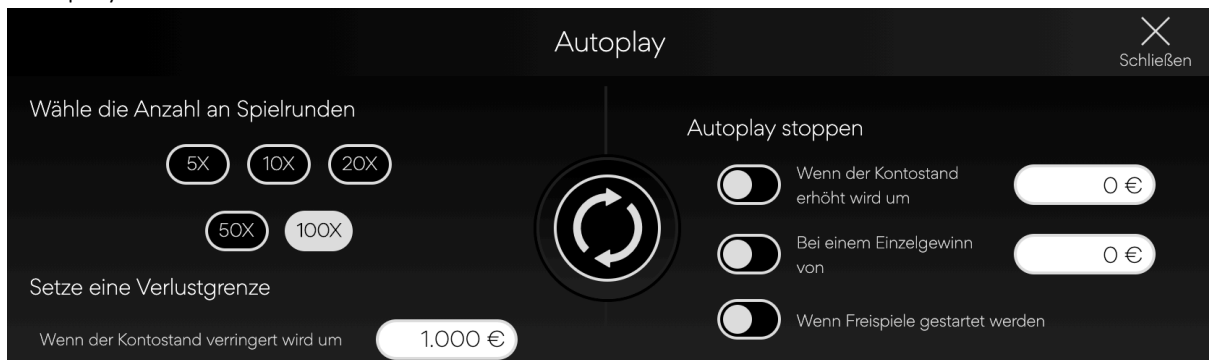 Autoplay
Schließen
Wähle die Anzahl an Spielrunden
5X 10X 20X
50X 100X
Setze eine Verlustgrenze
Wenn der Kontostand verringert wird um 1.000 €
Autoplay stoppen
Wenn der Kontostand
erhöht wird um 0 €
Bei einem Einzelgewinn
von 0 €
Wenn Freispiele gestartet werden